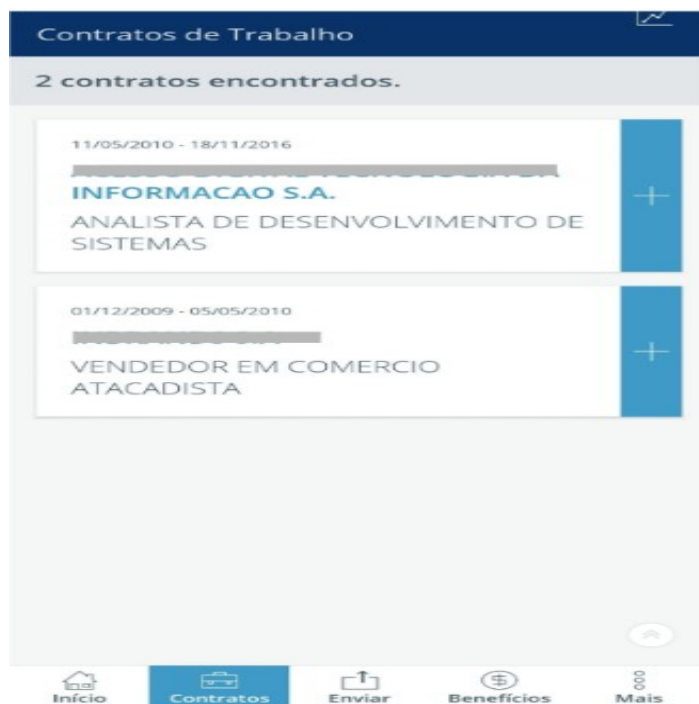 Contratos de Trabalho
2 contratos encontrados.
11/05/2010 - 18/11/2016
INFORMACAO S.A.
ANALISTA DE DESENVOLVIMENTO DE
SISTEMAS
01/12/2009 - 05/05/2010
VENDEDOR EM COMERCIO
ATACADISTA
Início Contratos Enviar Benefícios Mais